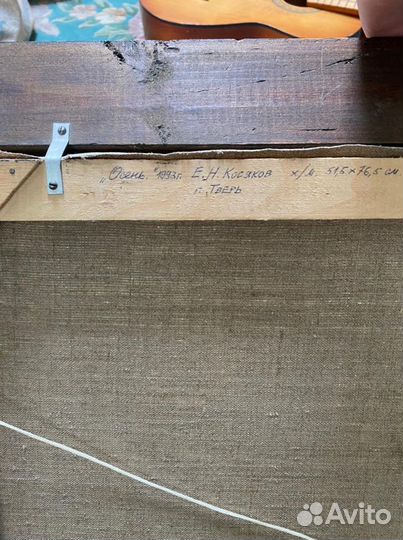 „Осень." 1993г. Е.Н. Косяков х/м. 51,5×76,5 см
г. Тверь
Avito